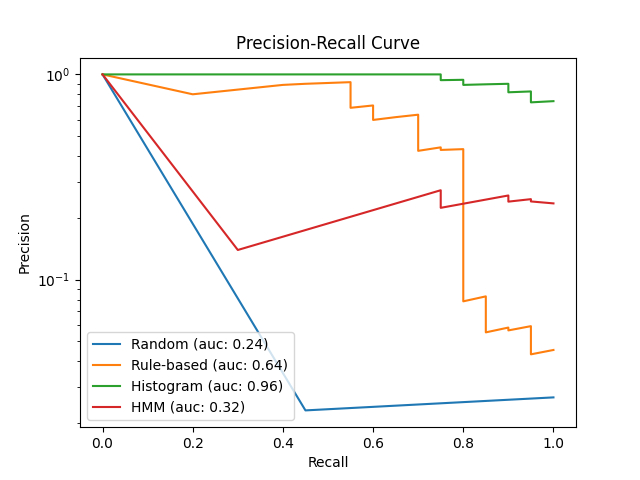 Precision-Recall Curve
Precision
10⁰
10⁻¹
Random (auc: 0.24)
Rule-based (auc: 0.64)
Histogram (auc: 0.96)
HMM (auc: 0.32)
0.0 0.2 0.4 0.6 0.8 1.0
Recall